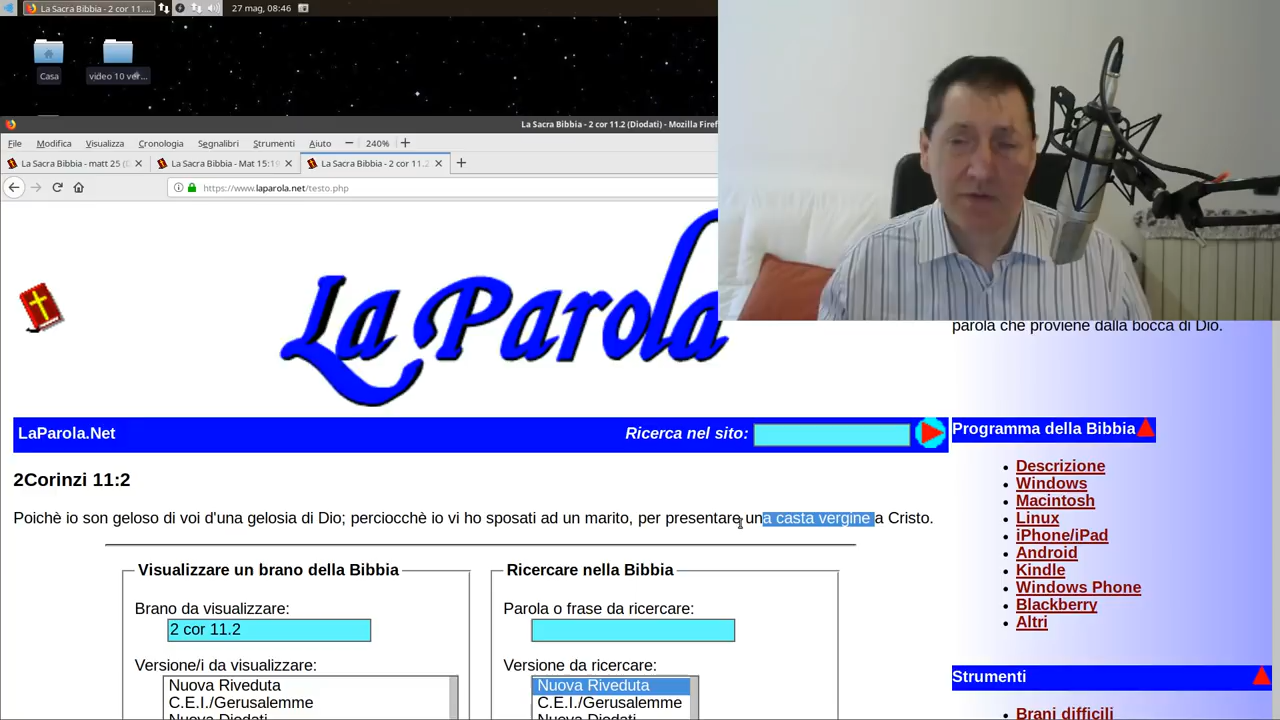 La Sacra Bibbia - 2 cor 11....
27 mag, 08:46
Casa
video 10 ver...
La Sacra Bibbia - 2 cor 11.2 (Diodati) - Mozilla Firef
File Modifica Visualizza Cronologia Segnalibri Strumenti Aiuto 240%
La Sacra Bibbia - matt 25 (D
La Sacra Bibbia - Mat 15:19
La Sacra Bibbia - 2 cor 11.2
https://www.laparola.net/testo.php
La Parola
parola che proviene dalla bocca di Dio.
LaParola.Net
Ricerca nel sito:
Programma della Bibbia
Descrizione
Windows
Macintosh
Linux
iPhone/iPad
Android
Kindle
Windows Phone
Blackberry
Altri
2Corinzi 11:2
Poichè io son geloso di voi d'una gelosia di Dio; perciocchè io vi ho sposati ad un marito, per presentare una casta vergine a Cristo.
Visualizzare un brano della Bibbia
Brano da visualizzare:
2 cor 11.2
Versione/i da visualizzare:
Nuova Riveduta
C.E.I./Gerusalemme
Nuova Diodati
Ricercare nella Bibbia
Parola o frase da ricercare:
Versione da ricercare:
Nuova Riveduta
C.E.I./Gerusalemme
Nuova Diodati
Strumenti
Brani difficili